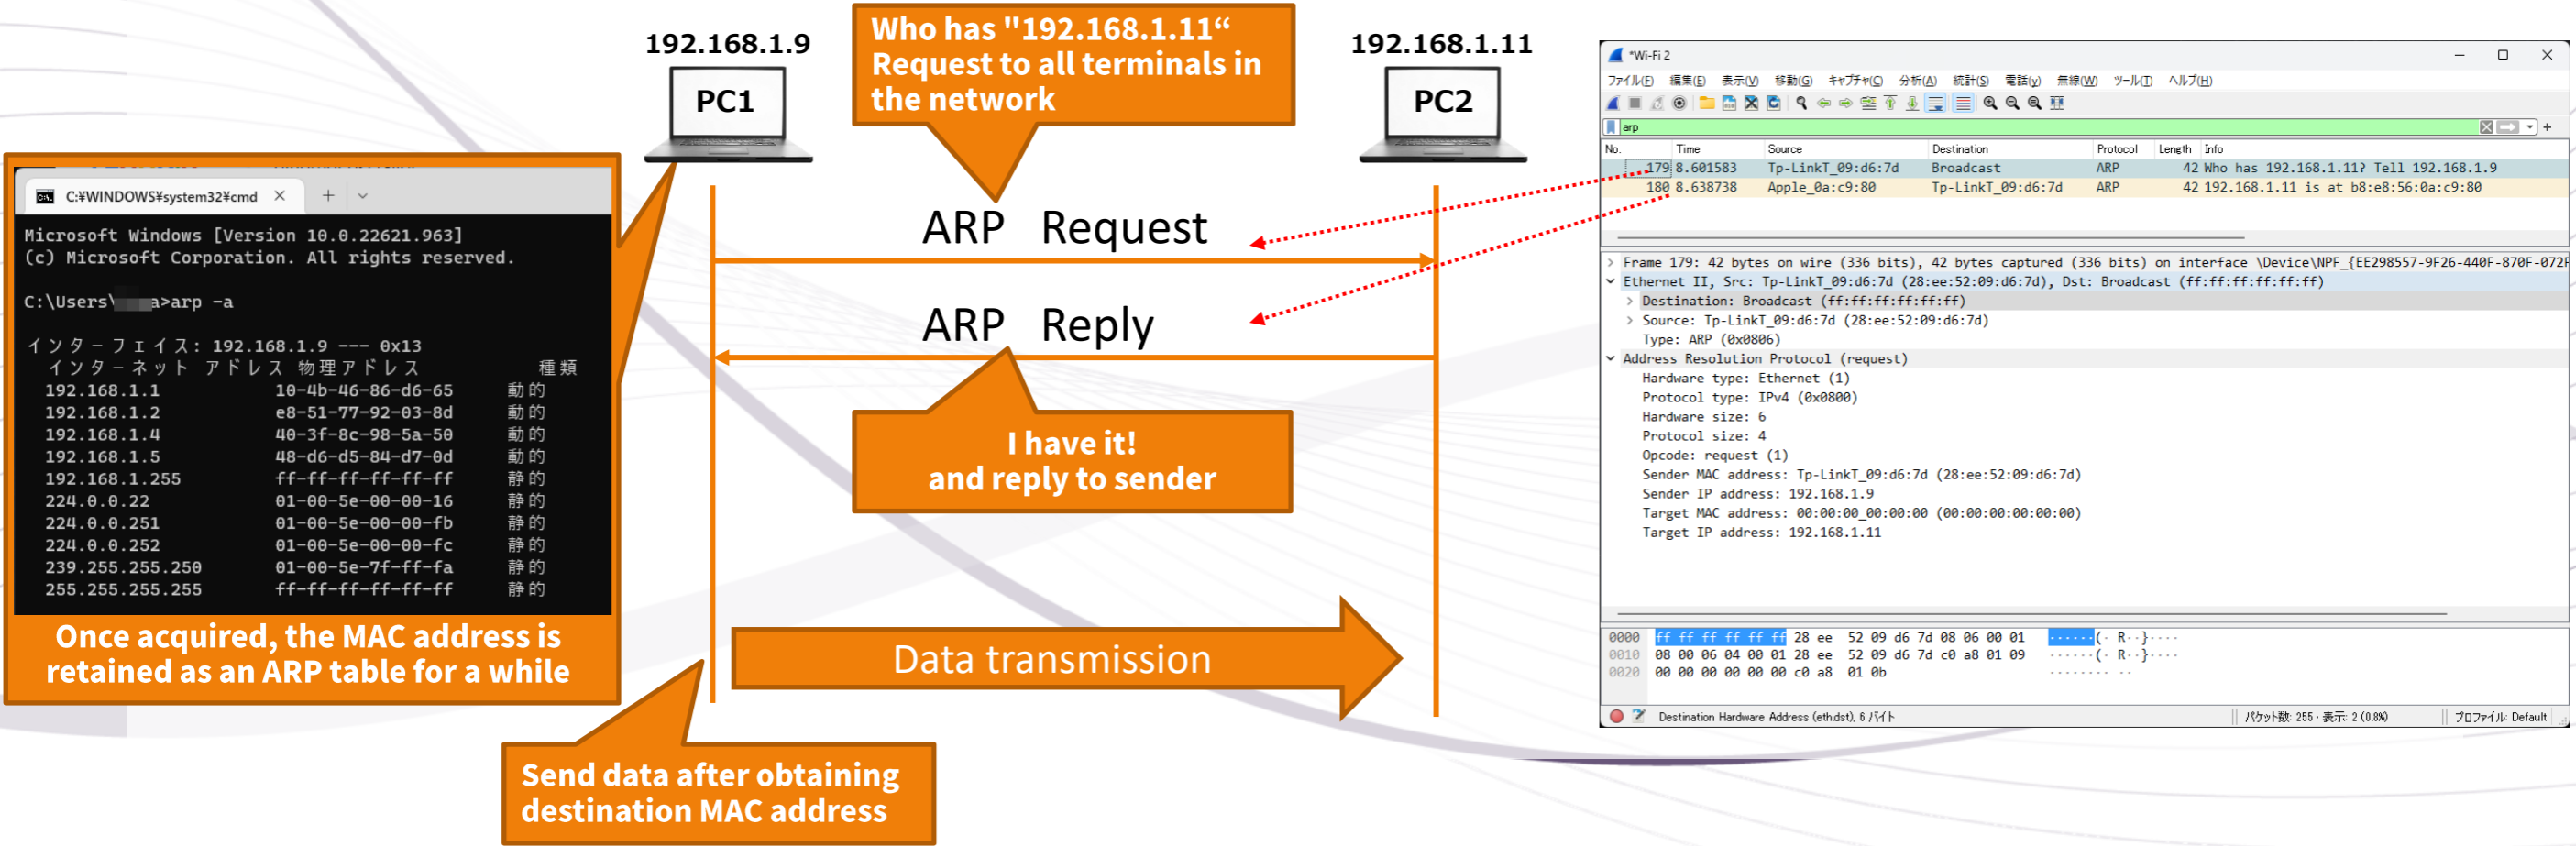 192.168.1.9
PC1
Who has "192.168.1.11“
Request to all terminals in
the network
192.168.1.11
PC2
C:¥WINDOWS¥system32¥cmd
Microsoft Windows [Version 10.0.22621.963]
(c) Microsoft Corporation. All rights reserved.
C:\Users\ a>arp -a
インターフェイス: 192.168.1.9 --- 0x13
インターネット アドレス 物理アドレス 種類
192.168.1.1 10-4b-46-86-d6-65 動的
192.168.1.2 e8-51-77-92-03-8d 動的
192.168.1.4 40-3f-8c-98-5a-50 動的
192.168.1.5 48-d6-d5-84-d7-0d 動的
192.168.1.255 ff-ff-ff-ff-ff-ff 静的
224.0.0.22 01-00-5e-00-00-16 静的
224.0.0.251 01-00-5e-00-00-fb 静的
224.0.0.252 01-00-5e-00-00-fc 静的
239.255.255.250 01-00-5e-7f-ff-fa 静的
255.255.255.255 ff-ff-ff-ff-ff-ff 静的
Once acquired, the MAC address is
retained as an ARP table for a while
ARP Request
ARP Reply
I have it!
and reply to sender
Data transmission
Send data after obtaining
destination MAC address
*Wi-Fi 2
ファイル(F) 編集(E) 表示(V) 移動(G) キャプチャ(C) 分析(A) 統計(S) 電話(y) 無線(W) ツール(T) ヘルプ(H)
arp
No. Time Source Destination Protocol Length Info
179 8.601583 Tp-LinkT_09:d6:7d Broadcast ARP 42 Who has 192.168.1.11? Tell 192.168.1.9
180 8.638738 Apple_0a:c9:80 Tp-LinkT_09:d6:7d ARP 42 192.168.1.11 is at b8:e8:56:0a:c9:80
Frame 179: 42 bytes on wire (336 bits), 42 bytes captured (336 bits) on interface \Device\NPF_{EE298557-9F26-440F-870F-072F
Ethernet II, Src: Tp-LinkT_09:d6:7d (28:ee:52:09:d6:7d), Dst: Broadcast (ff:ff:ff:ff:ff:ff)
Destination: Broadcast (ff:ff:ff:ff:ff:ff)
Source: Tp-LinkT_09:d6:7d (28:ee:52:09:d6:7d)
Type: ARP (0x0806)
Address Resolution Protocol (request)
Hardware type: Ethernet (1)
Protocol type: IPv4 (0x0800)
Hardware size: 6
Protocol size: 4
Opcode: request (1)
Sender MAC address: Tp-LinkT_09:d6:7d (28:ee:52:09:d6:7d)
Sender IP address: 192.168.1.9
Target MAC address: 00:00:00_00:00:00 (00:00:00:00:00:00)
Target IP address: 192.168.1.11
0000 ff ff ff ff ff ff 28 ee 52 09 d6 7d 08 06 00 01 ······(· R··}····
0010 08 00 06 04 00 01 28 ee 52 09 d6 7d c0 a8 01 09 ······(· R··}····
0020 00 00 00 00 00 00 c0 a8 01 0b ········ ··
Destination Hardware Address (eth.dst), 6 バイト
パケット数: 255 · 表示: 2 (0.8%)
プロファイル: Default